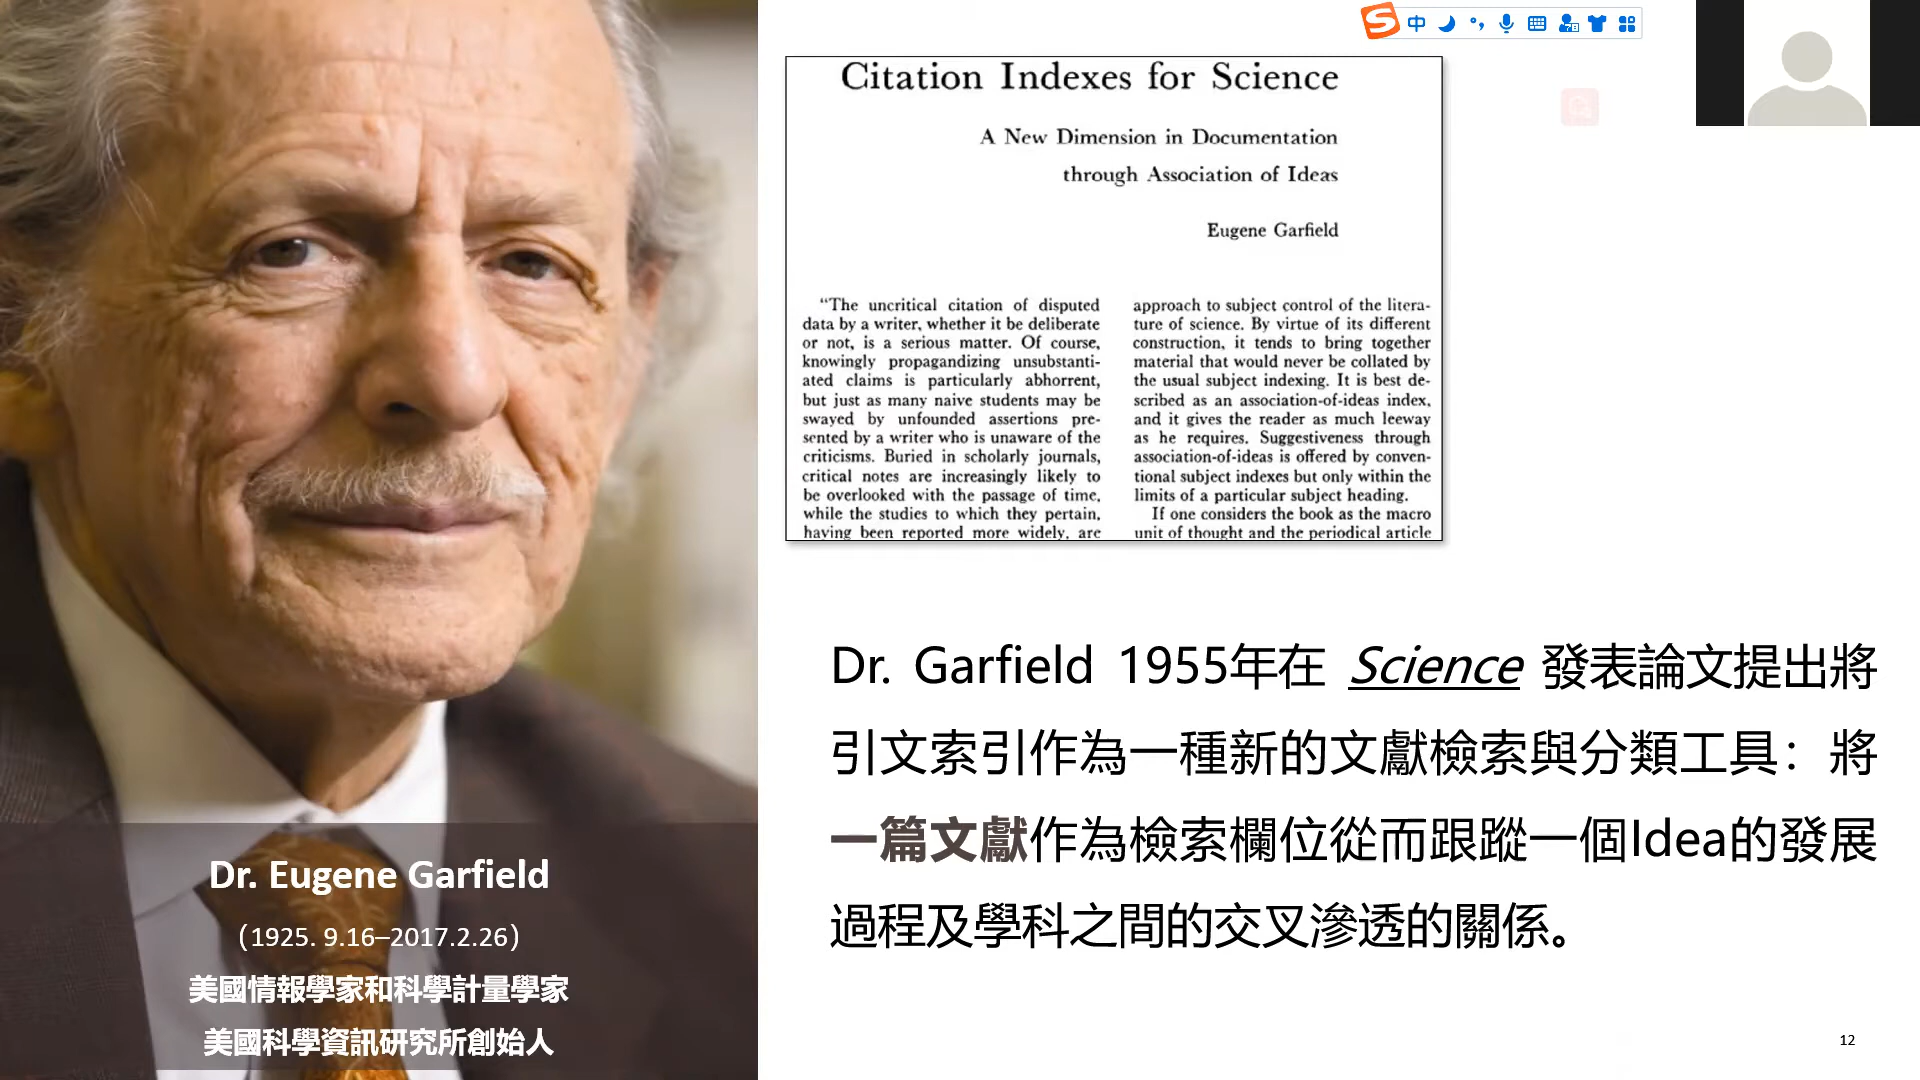 中
Citation Indexes for Science
A New Dimension in Documentation
through Association of Ideas
Eugene Garfield
“The uncritical citation of disputed
data by a writer, whether it be deliberate
or not, is a serious matter. Of course,
knowingly propagandizing unsubstanti-
ated claims is particularly abhorrent,
but just as many naive students may be
swayed by unfounded assertions pre-
sented by a writer who is unaware of the
criticisms. Buried in scholarly journals,
critical notes are increasingly likely to
be overlooked with the passage of time,
while the studies to which they pertain,
having been reported more widely, are
approach to subject control of the litera-
ture of science. By virtue of its different
construction, it tends to bring together
material that would never be collated by
the usual subject indexing. It is best de-
scribed as an association-of-ideas index,
and it gives the reader as much leeway
as he requires. Suggestiveness through
association-of-ideas is offered by conven-
tional subject indexes but only within the
limits of a particular subject heading.
If one considers the book as the macro
unit of thought and the periodical article
Dr. Garfield 1955年在 Science 發表論文提出將
引文索引作為一種新的文獻檢索與分類工具：將
一篇文獻作為檢索欄位從而跟蹤一個Idea的發展
過程及學科之間的交叉滲透的關係。
Dr. Eugene Garfield
（1925. 9.16–2017.2.26）
美國情報學家和科學計量學家
美國科學資訊研究所創始人
12